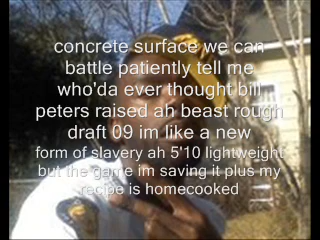 concrete surface we can
battle patiently tell me
who'da ever thought bill
peters raised ah beast rough
draft 09 im like a new
form of slavery ah 5'10 lightweight
but the game im saving it plus my
recipe is homecooked